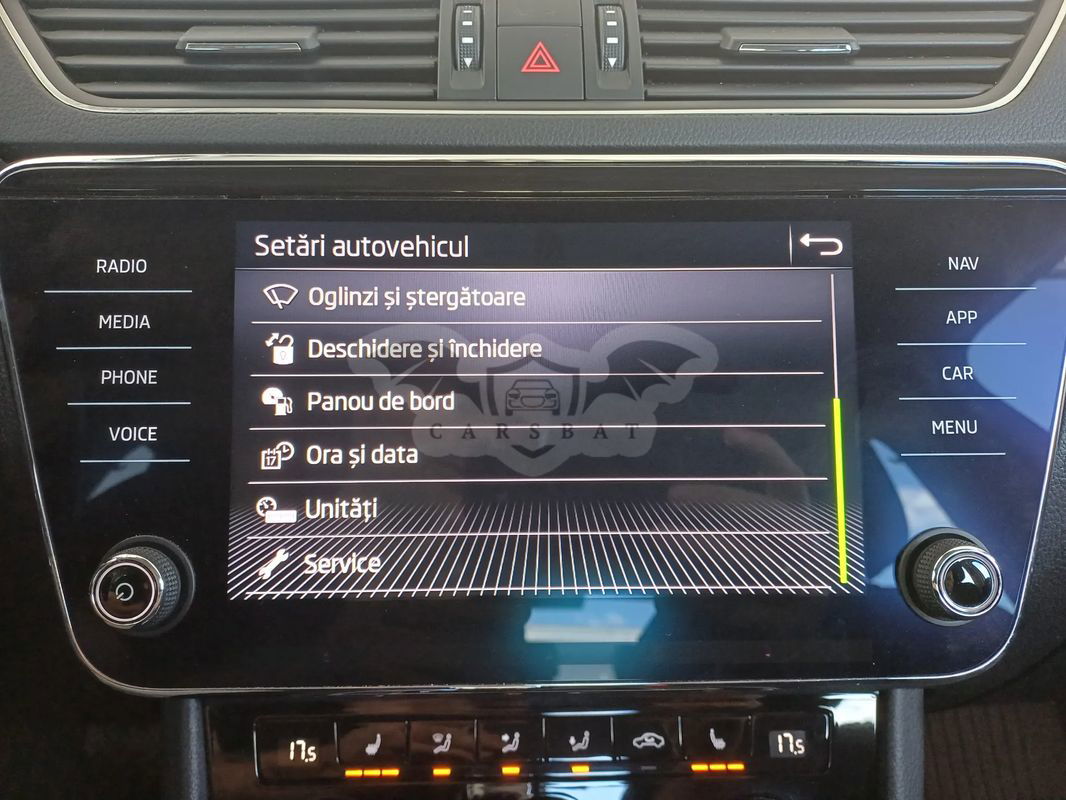 Setări autovehicul
RADIO
MEDIA
PHONE
VOICE
Oglinzi și ștergătoare
Deschidere și închidere
Panou de bord
CARSBAT
Ora și data
17
Unități
Service
NAV
APP
CAR
MENU
17.5
17.5